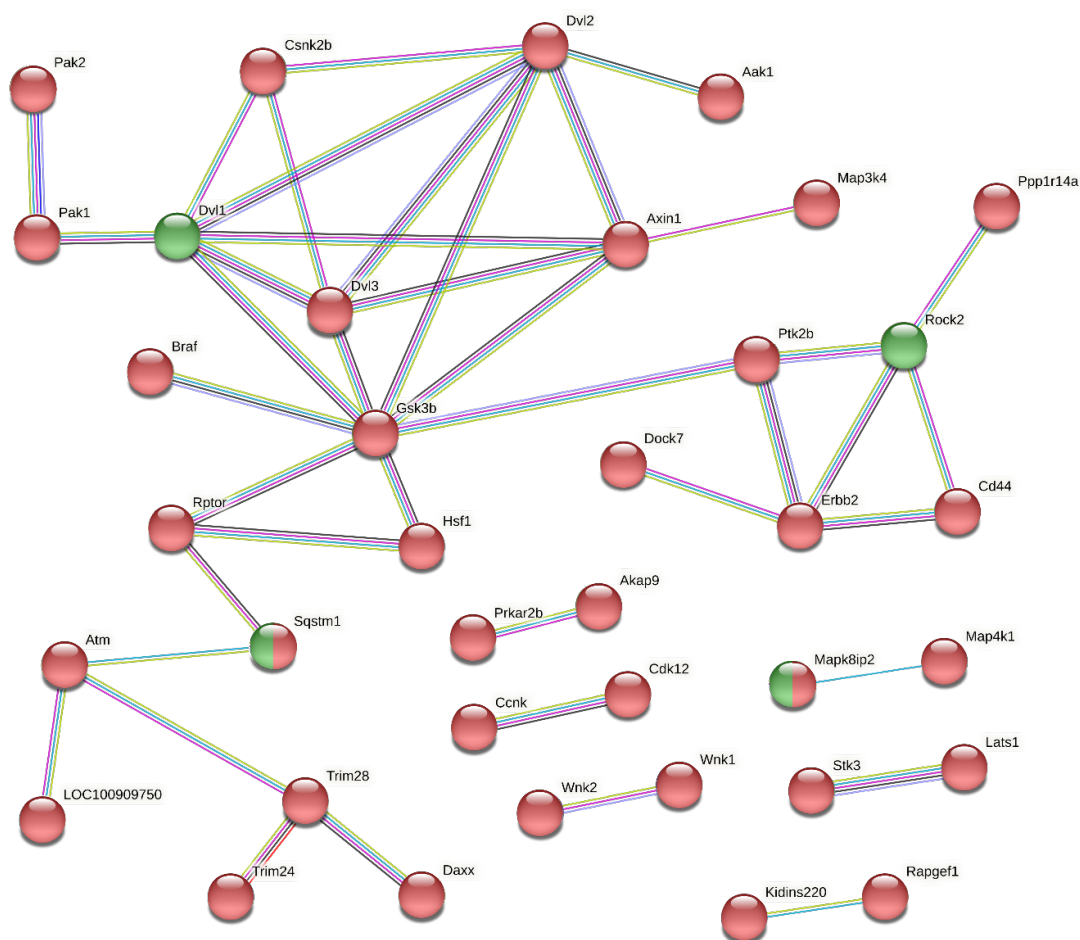 Dvl2
Csnk2b
Pak2
Aak1
Map3k4
Ppp1r14a
Pak1
Dvl1
Axin1
Dvl3
Rock2
Ptk2b
Braf
Gsk3b
Dock7
Cd44
Erbb2
Rptor
Hsf1
Akap9
Prkar2b
Sqstm1
Atm
Map4k1
Mapk8ip2
Cdk12
Ccnk
Lats1
Wnk1
Stk3
Trim28
Wnk2
LOC100909750
Trim24
Daxx
Rapgef1
Kidins220